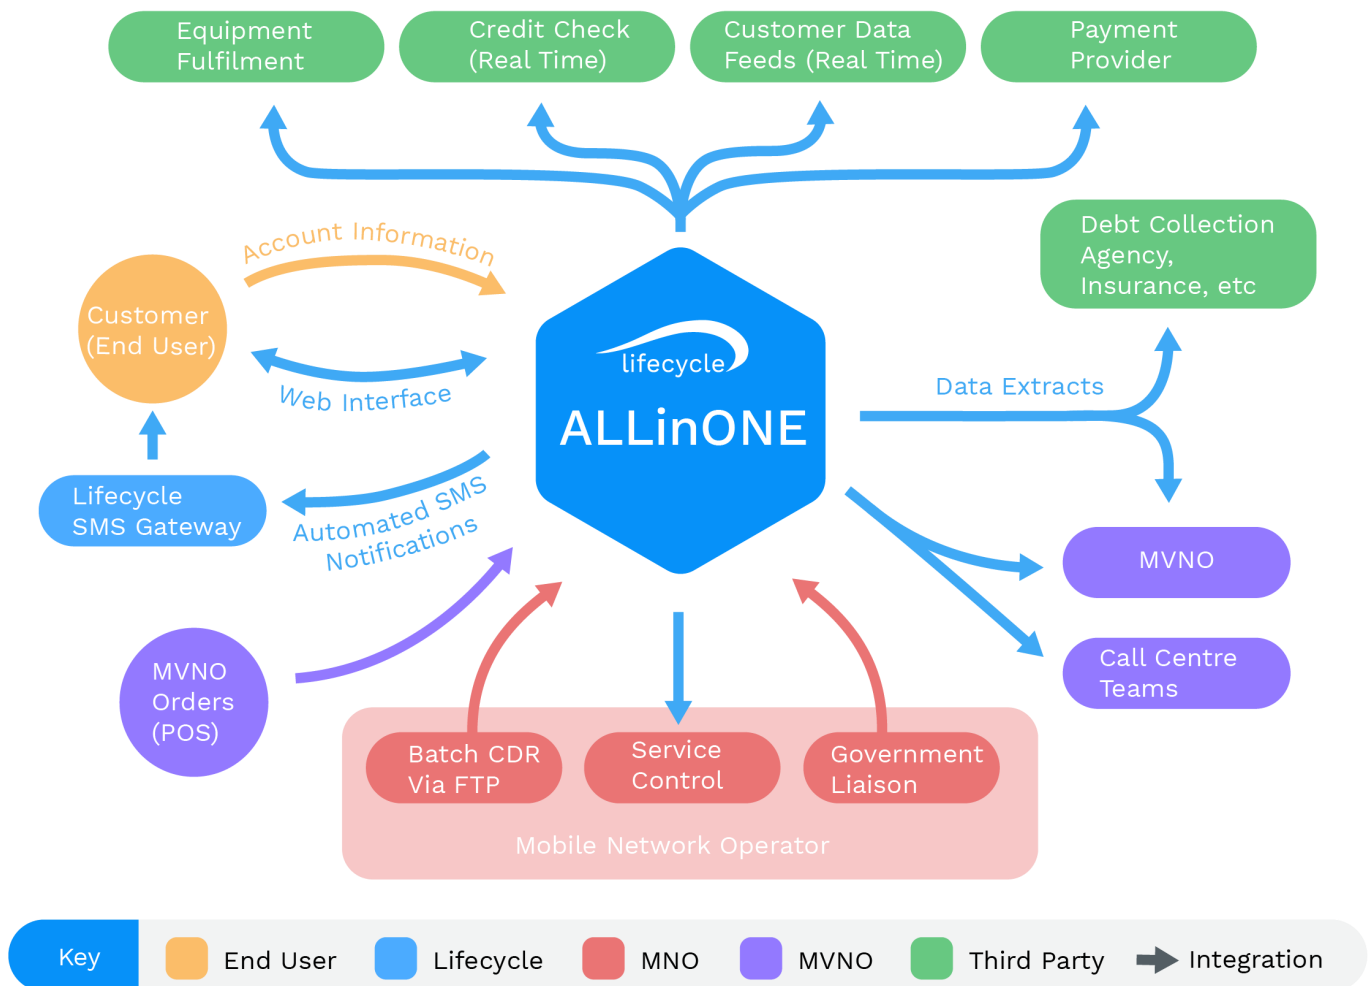 Equipment
Fulfilment
Credit Check
(Real Time)
Customer Data
Feeds (Real Time)
Payment
Provider
Account Information
Customer
(End User)
Web Interface
Lifecycle
SMS Gateway
Automated SMS
Notifications
lifecycle
ALLinONE
Debt Collection
Agency,
Insurance, etc
Data Extracts
MVNO
Call Centre
Teams
MVNO
Orders
(POS)
Batch CDR
Via FTP
Service
Control
Government
Liaison
Mobile Network Operator
Key
End User
Lifecycle
MNO
MVNO
Third Party
Integration